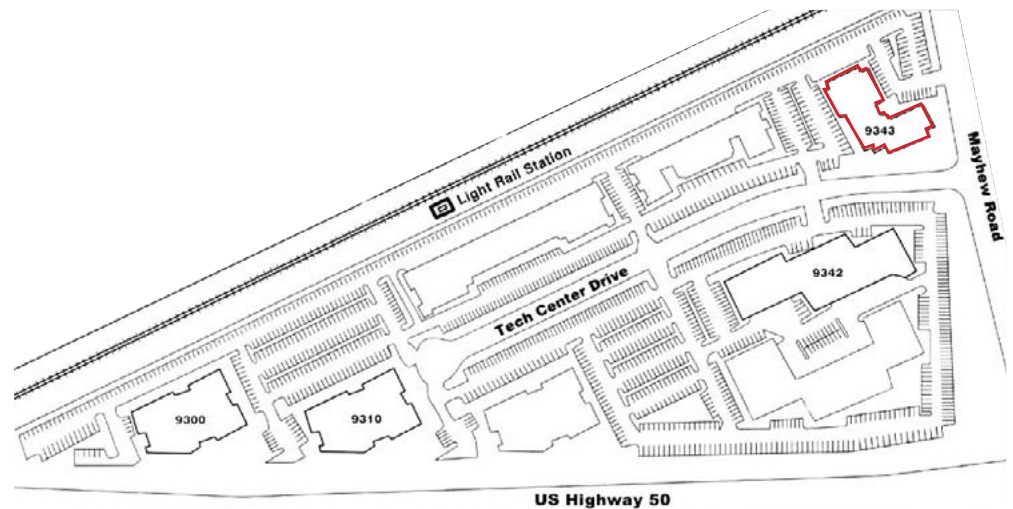 9343
Mayhew Road
Light Rail Station
9342
Tech Center Drive
9300
9310
US Highway 50